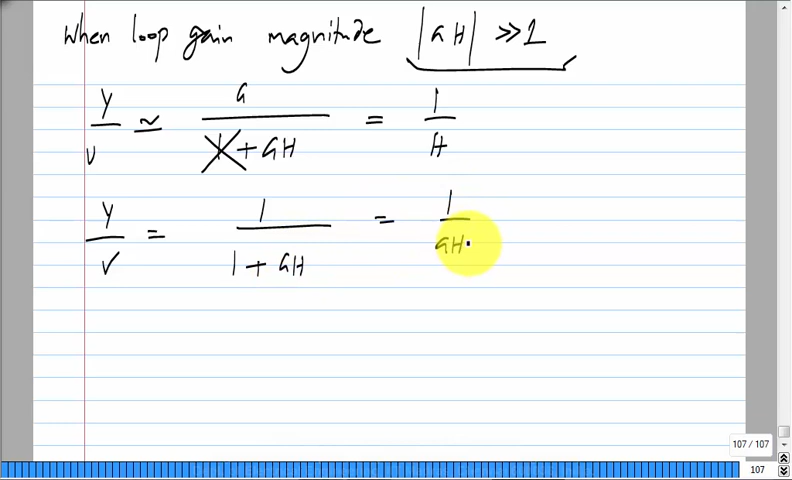 When loop gain magnitude |GH| >> 1
Y/U ≃ G/(1 + GH) = 1/H
Y/V = 1/(1 + GH) = 1/GH
107 / 107
107